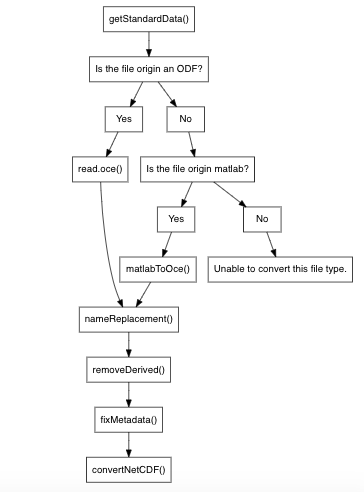 getStandardData()
Is the file origin an ODF?
Yes
No
read.oce()
Is the file origin matlab?
Yes
No
matlabToOce()
Unable to convert this file type.
nameReplacement()
removeDerived()
fixMetadata()
convertNetCDF()